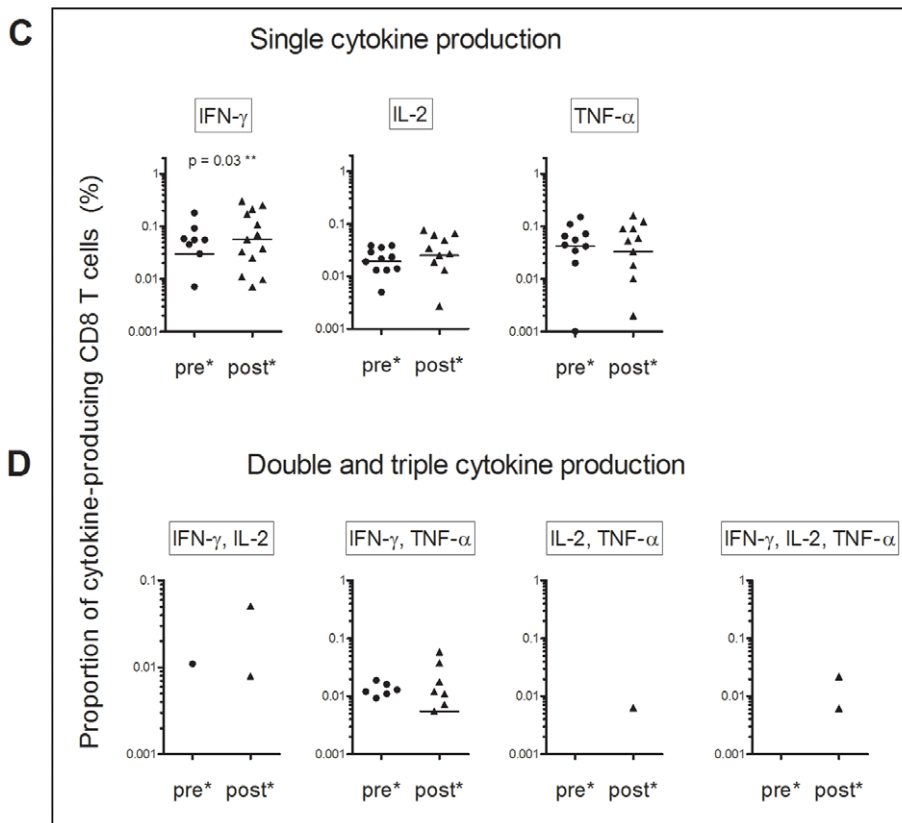 C
Single cytokine production
Proportion of cytokine-producing CD8 T cells (%)
IFN-γ
IL-2
TNF-α
p = 0.03 **
1
0.1
0.01
0.001
pre*
post*
1
0.1
0.01
0.001
pre*
post*
1
0.1
0.01
0.001
pre*
post*
D
Double and triple cytokine production
IFN-γ, IL-2
IFN-γ, TNF-α
IL-2, TNF-α
IFN-γ, IL-2, TNF-α
0.1
0.01
0.001
pre*
post*
1
0.1
0.01
0.001
pre*
post*
1
0.1
0.01
0.001
pre*
post*
1
0.1
0.01
0.001
pre*
post*